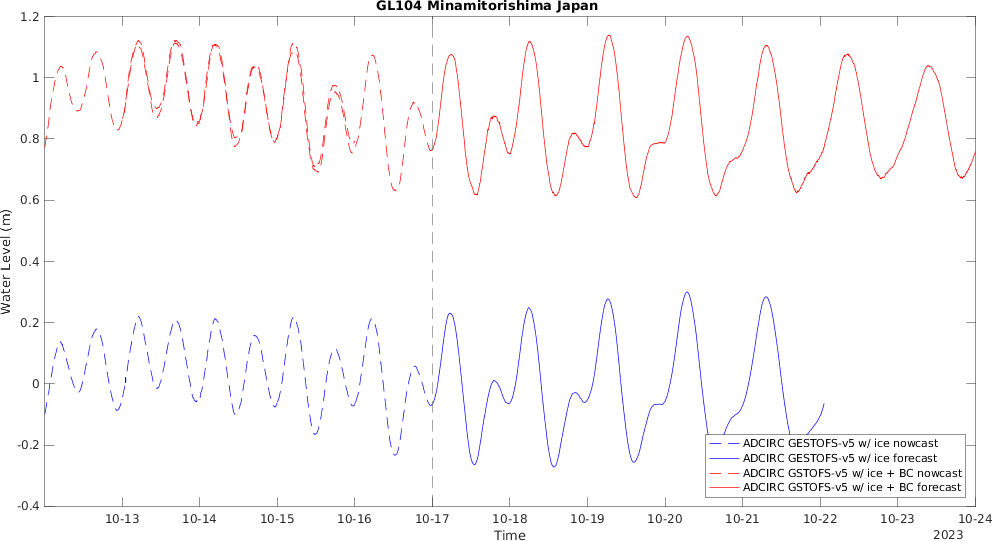 GL104 Minamitorishima Japan
Water Level (m)
1.2
1
0.8
0.6
0.4
0.2
0
-0.2
-0.4
ADCIRC GESTOFS-v5 w/ ice nowcast
ADCIRC GESTOFS-v5 w/ ice forecast
ADCIRC GSTOFS-v5 w/ ice + BC nowcast
ADCIRC GSTOFS-v5 w/ ice + BC forecast
10-13 10-14 10-15 10-16 10-17 10-18 10-19 10-20 10-21 10-22 10-23 10-24
Time
2023